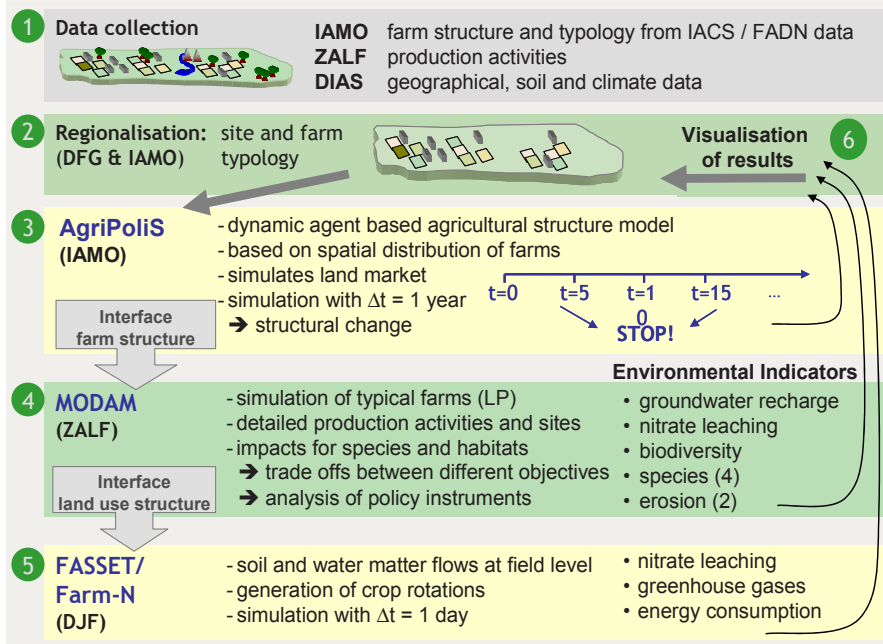 1
Data collection
IAMO farm structure and typology from IACS / FADN data
ZALF production activities
DIAS geographical, soil and climate data
2
Regionalisation: site and farm
(DFG & IAMO) typology
Visualisation
of results
6
3
AgriPoliS
(IAMO)
- dynamic agent based agricultural structure model
- based on spatial distribution of farms
- simulates land market
- simulation with Δt = 1 year
➔ structural change
t=0 t=5 t=1 t=15 ...
0
STOP!
Interface
farm structure
4
MODAM
(ZALF)
- simulation of typical farms (LP)
- detailed production activities and sites
- impacts for species and habitats
➔ trade offs between different objectives
➔ analysis of policy instruments
Environmental Indicators
• groundwater recharge
• nitrate leaching
• biodiversity
• species (4)
• erosion (2)
Interface
land use structure
5
FASSET/
Farm-N
(DJF)
- soil and water matter flows at field level
- generation of crop rotations
- simulation with Δt = 1 day
• nitrate leaching
• greenhouse gases
• energy consumption